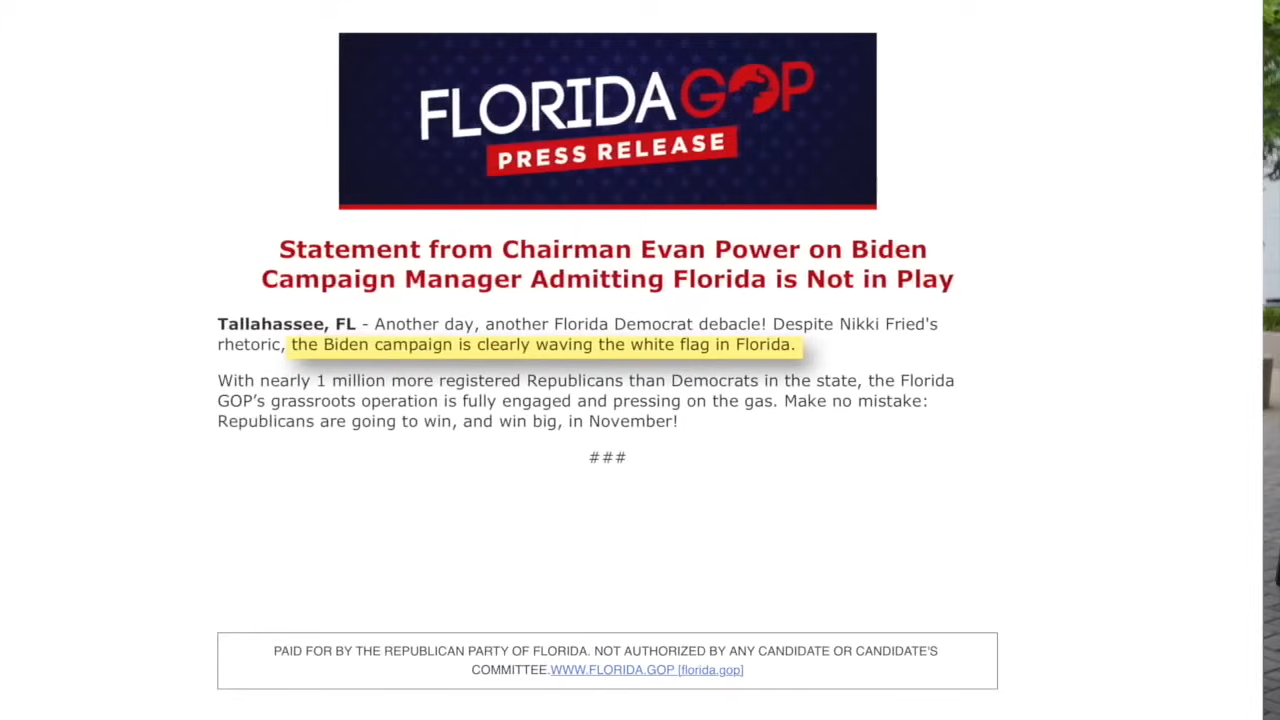 FLORIDA GOP
PRESS RELEASE
Statement from Chairman Evan Power on Biden
Campaign Manager Admitting Florida is Not in Play
Tallahassee, FL - Another day, another Florida Democrat debacle! Despite Nikki Fried's
rhetoric, the Biden campaign is clearly waving the white flag in Florida.
With nearly 1 million more registered Republicans than Democrats in the state, the Florida
GOP’s grassroots operation is fully engaged and pressing on the gas. Make no mistake:
Republicans are going to win, and win big, in November!
###
PAID FOR BY THE REPUBLICAN PARTY OF FLORIDA. NOT AUTHORIZED BY ANY CANDIDATE OR CANDIDATE’S
COMMITTEE.WWW.FLORIDA.GOP [florida.gop]